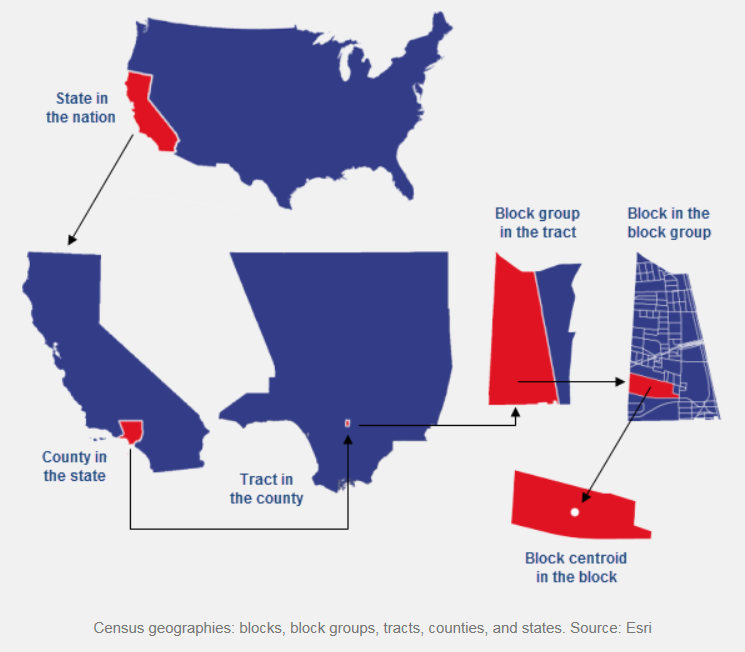 State in
the nation
Block group
in the tract
Block in the
block group
County in
the state
Tract in
the county
Block centroid
in the block
Census geographies: blocks, block groups, tracts, counties, and states. Source: Esri